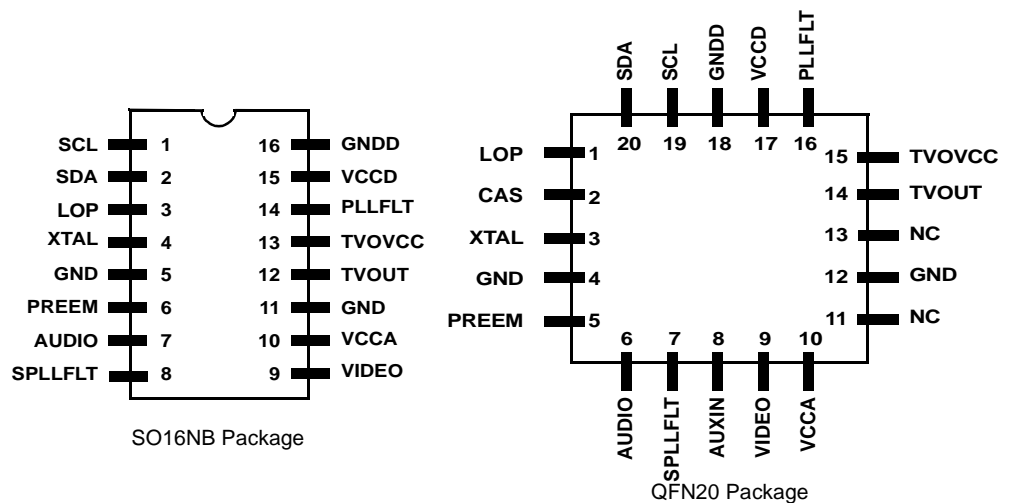 SCL 1 16 GNDD
SDA 2 15 VCCD
LOP 3 14 PLLFLT
XTAL 4 13 TVOVCC
GND 5 12 TVOUT
PREEM 6 11 GND
AUDIO 7 10 VCCA
SPLLFLT 8 9 VIDEO
SO16NB Package
SDA SCL GNDD VCCD PLLFLT
20 19 18 17 16
LOP 1 15 TVOVCC
CAS 2 14 TVOUT
XTAL 3 13 NC
GND 4 12 GND
PREEM 5 11 NC
6 7 8 9 10
AUDIO SPLLFLT AUXIN VIDEO VCCA
QFN20 Package